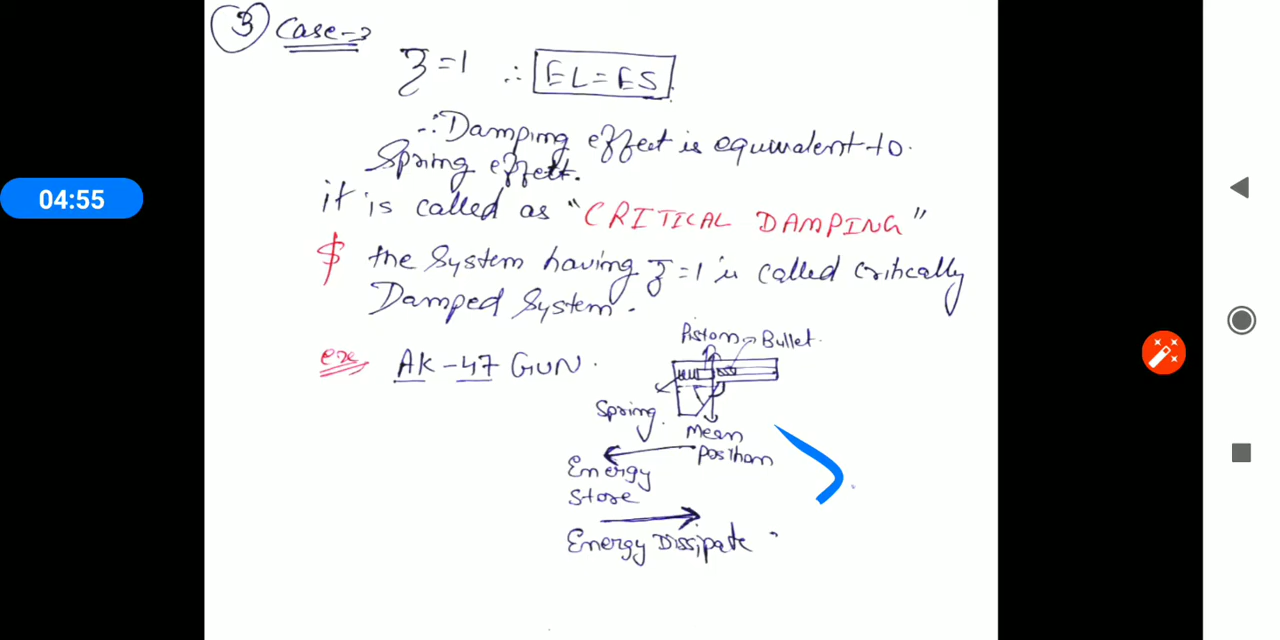 3 Case-3
ξ=1 ∴ EL=ES
∴ Damping effect is equivalent to
Spring effect.
it is called as "CRITICAL DAMPING"
$ the System having ξ=1 is called critically
Damped System.
Piston Bullet
ex AK-47 GUN.
Spring
Mean
Position
Energy
Store
Energy Dissipate
04:55